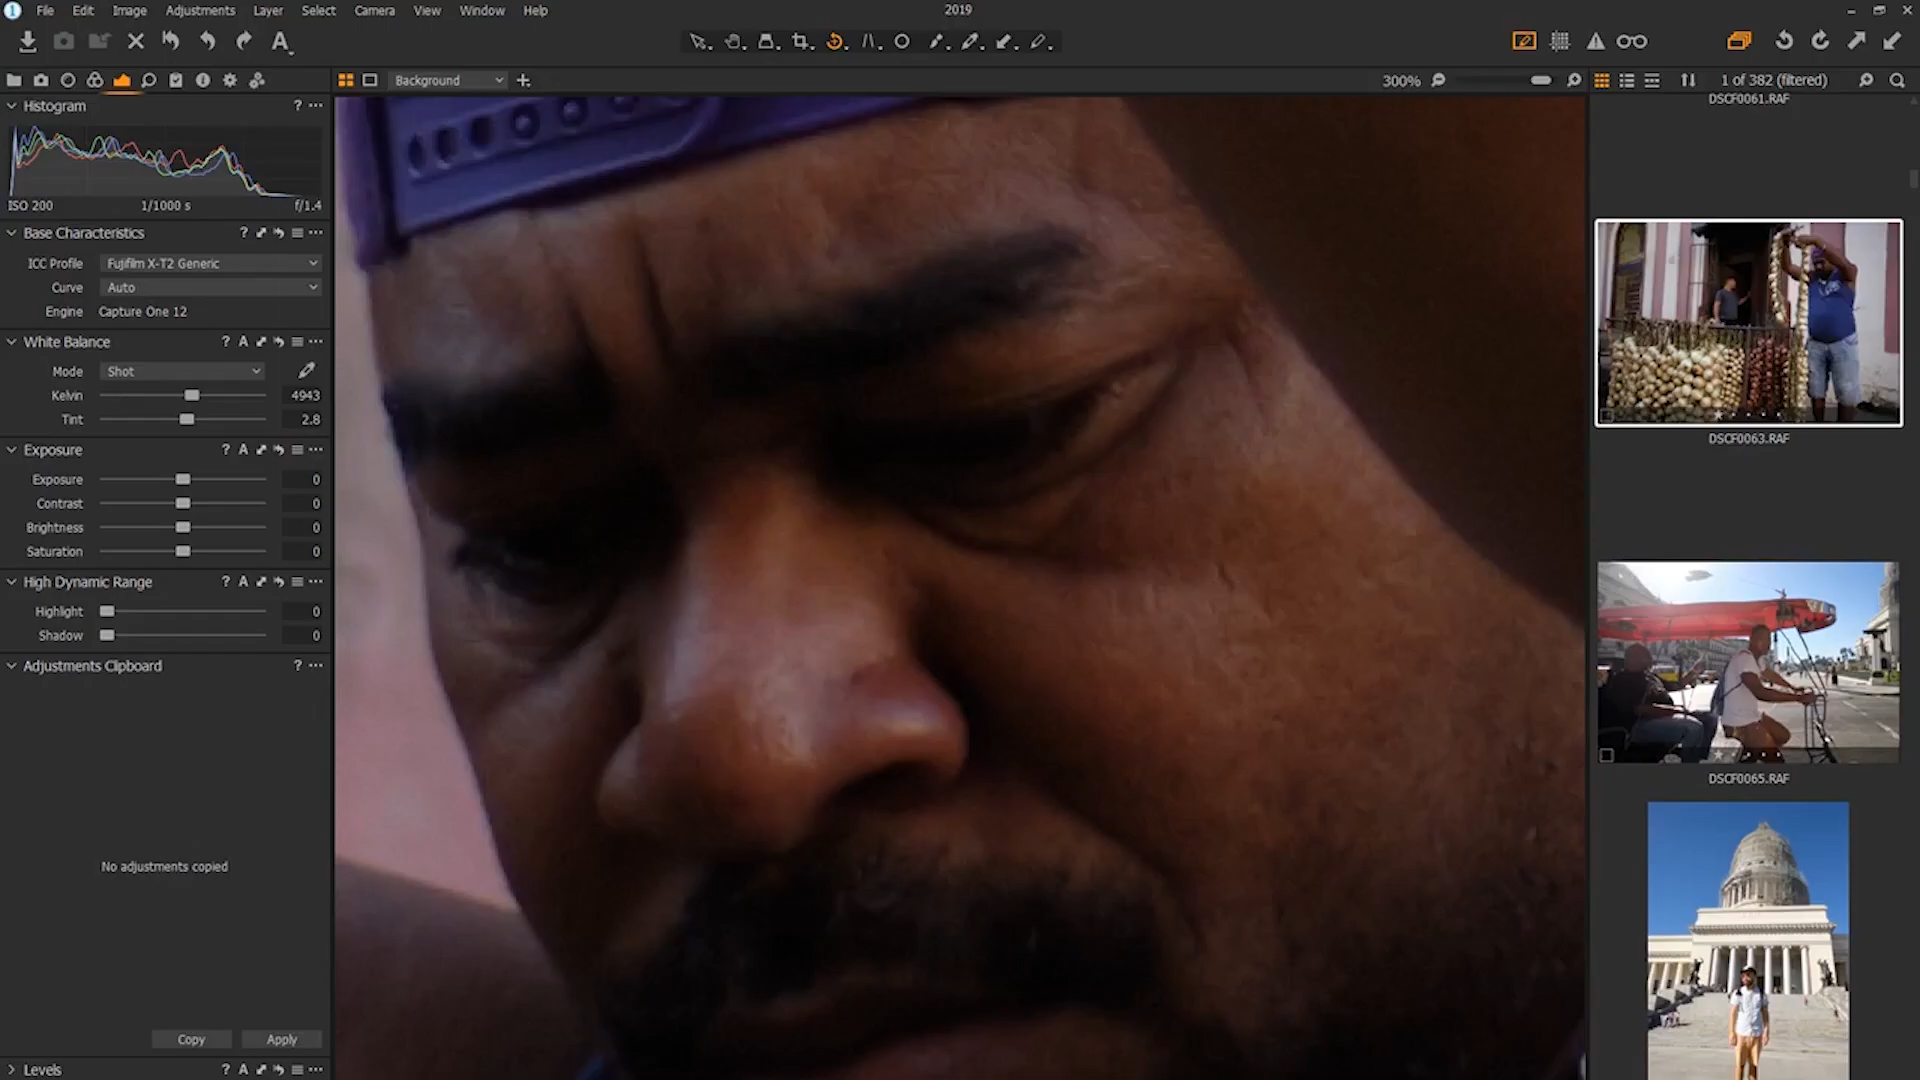 File Edit Image Adjustments Layer Select Camera View Window Help
2019
Background
300%
1 of 382 (filtered)
Histogram
ISO 200 1/1000 s f/1.4
Base Characteristics
ICC Profile Fujifilm X-T2 Generic
Curve Auto
Engine Capture One 12
White Balance
Mode Shot
Kelvin 4943
Tint 2.8
Exposure
Exposure 0
Contrast 0
Brightness 0
Saturation 0
High Dynamic Range
Highlight 0
Shadow 0
Adjustments Clipboard
No adjustments copied
Copy Apply
Levels
DSCF0061.RAF
DSCF0063.RAF
DSCF0065.RAF